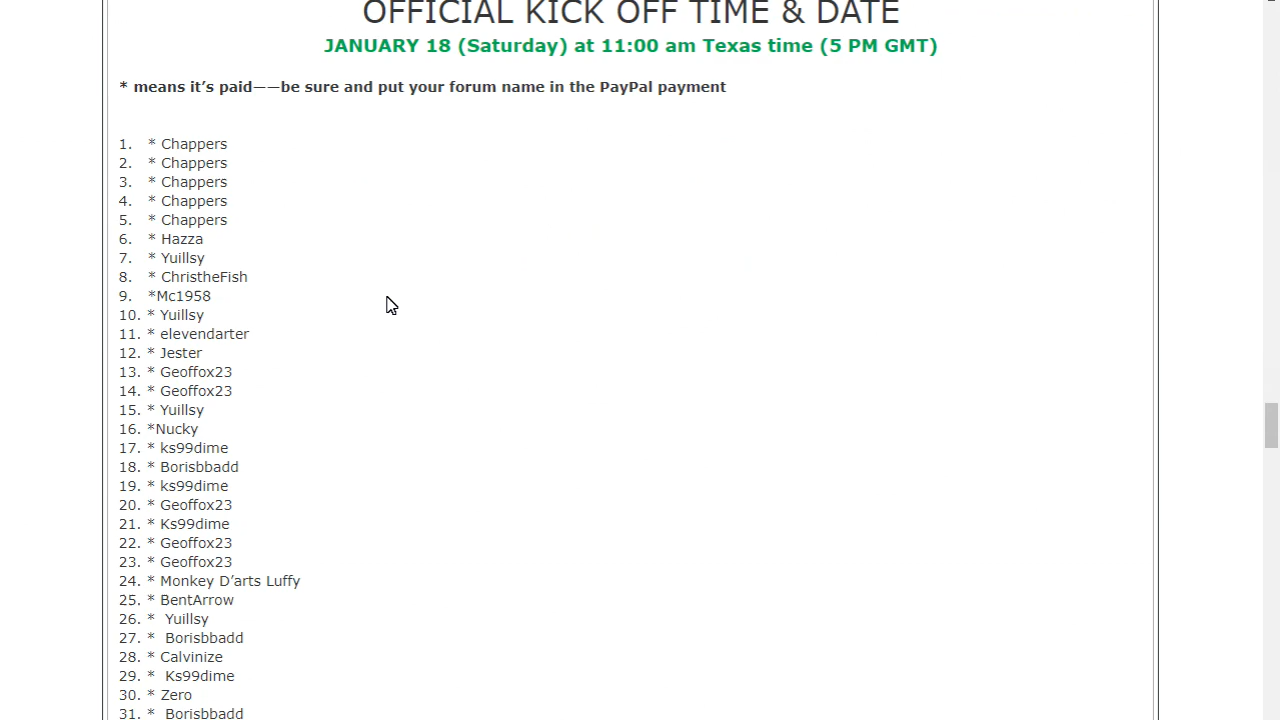 OFFICIAL KICK OFF TIME & DATE
JANUARY 18 (Saturday) at 11:00 am Texas time (5 PM GMT)
* means it’s paid——be sure and put your forum name in the PayPal payment
1. * Chappers
2. * Chappers
3. * Chappers
4. * Chappers
5. * Chappers
6. * Hazza
7. * Yuillsy
8. * ChristheFish
9. *Mc1958
10. * Yuillsy
11. * elevendarter
12. * Jester
13. * Geoffox23
14. * Geoffox23
15. * Yuillsy
16. *Nucky
17. * ks99dime
18. * Borisbbadd
19. * ks99dime
20. * Geoffox23
21. * Ks99dime
22. * Geoffox23
23. * Geoffox23
24. * Monkey D’arts Luffy
25. * BentArrow
26. * Yuillsy
27. * Borisbbadd
28. * Calvinize
29. * Ks99dime
30. * Zero
31. * Borisbbadd